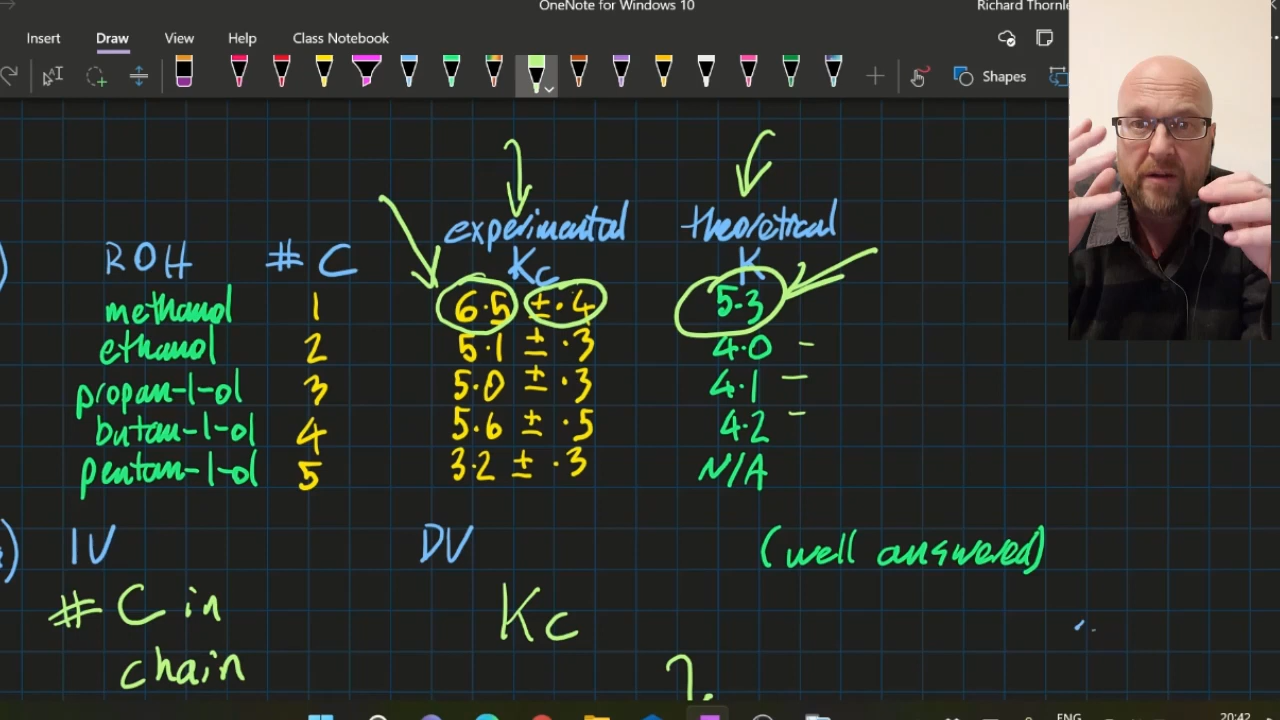 OneNote for Windows 10
Richard Thornle
Insert Draw View Help Class Notebook
Shapes
experimental theoretical
ROH # C Kc K
methanol 1 6.5 ± .4 5.3
ethanol 2 5.1 ± .3 4.0 -
propan-1-ol 3 5.0 ± .3 4.1 -
butan-1-ol 4 5.6 ± .5 4.2 -
pentan-1-ol 5 3.2 ± .3 N/A
) IV DV (well answered)
# C in Kc
chain
?
ENG
20:42